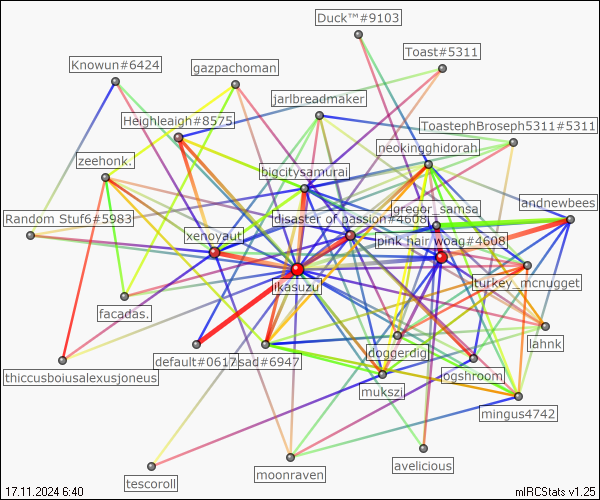 Duck™#9103
Toast#5311
Knowun#6424
gazpachoman
jarlbreadmaker
Heighleaigh#8575
ToastephBroseph5311#5311
neokingghidorah
zeehonk.
bigcitysamurai
andnewbees
gregor_samsa
Random Stuf6#5983
disaster of passion#4608
xenovaut
pink hair woag#4608
ikasuzu
turkey_mcnugget
facadas.
lahnk
default#0617
sad#6947
doggerdig
thiccusboiusalexusjoneus
ogshroom
mukszi
mingus4742
avelicious
tescoroll
moonraven
17.11.2024 6:40
mIRCStats v1.25